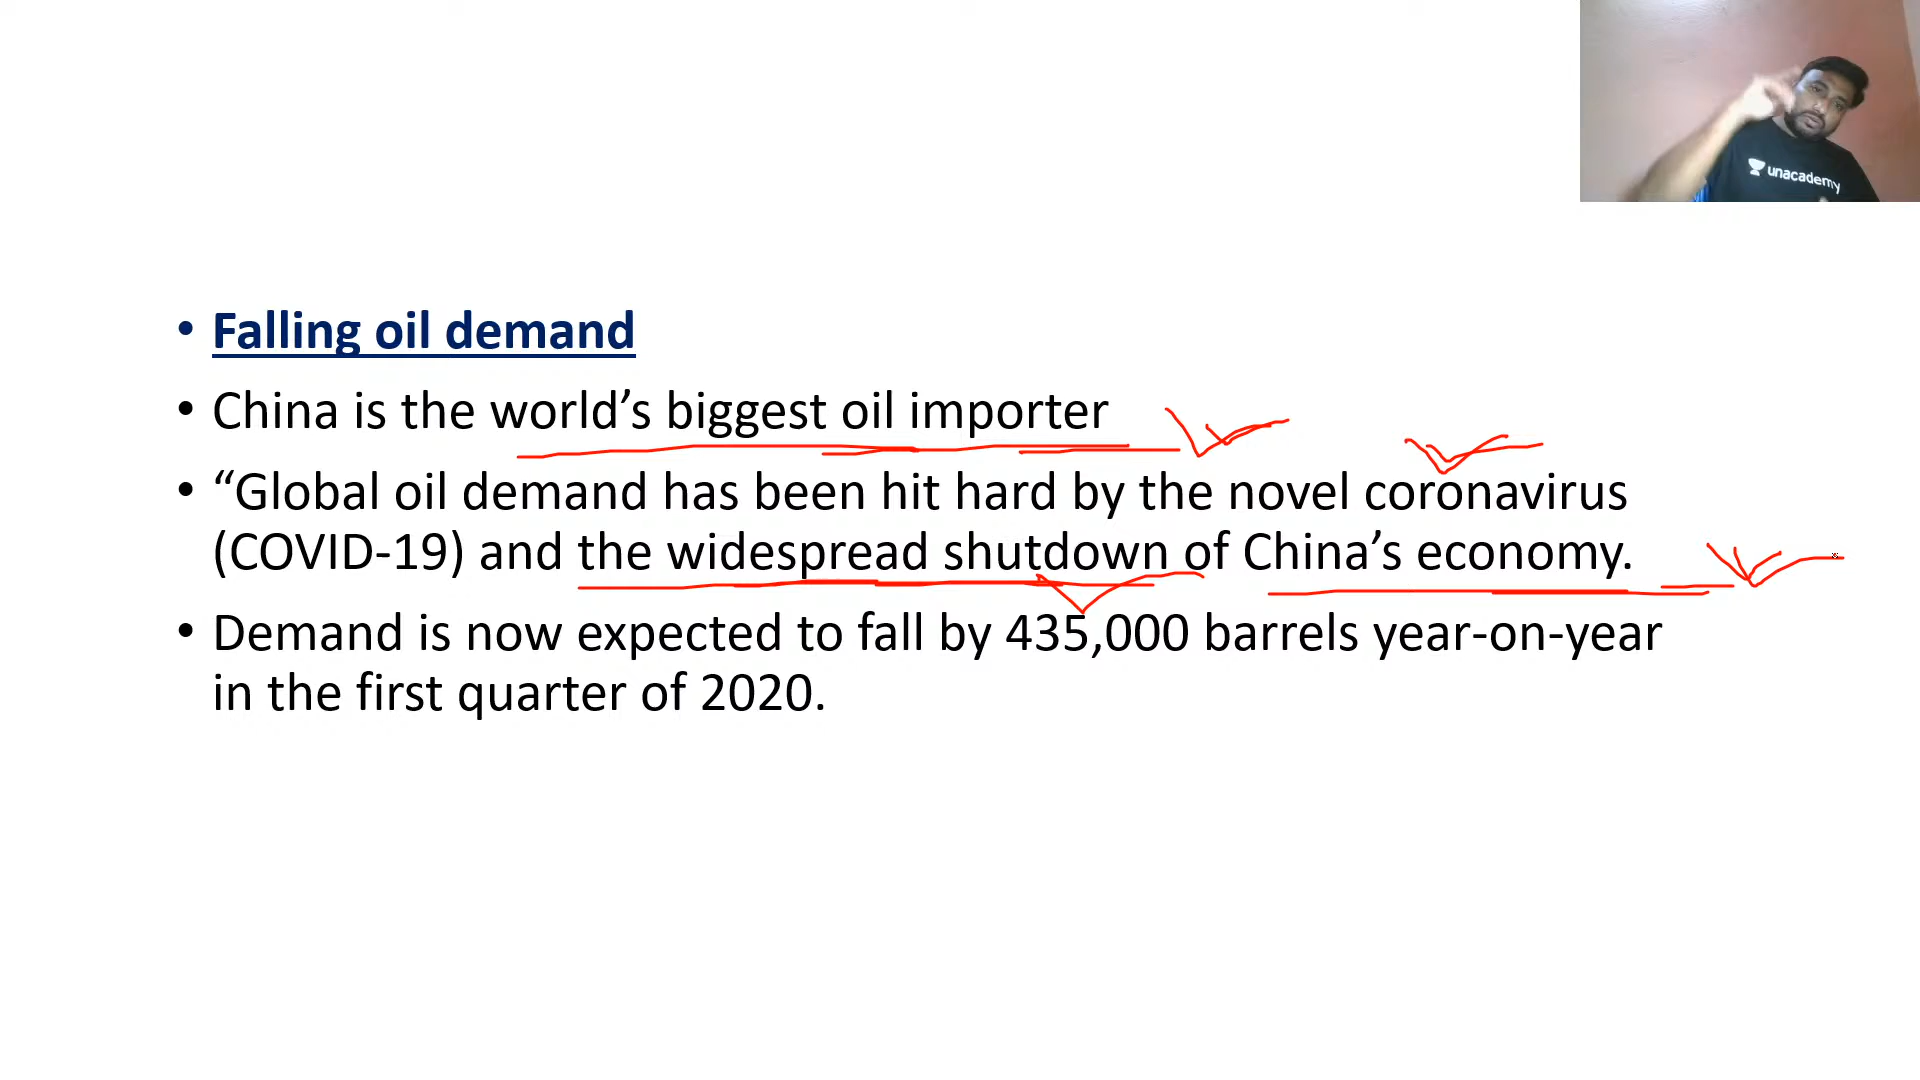 unacademy
• Falling oil demand
• China is the world’s biggest oil importer
• “Global oil demand has been hit hard by the novel coronavirus
(COVID-19) and the widespread shutdown of China’s economy.
• Demand is now expected to fall by 435,000 barrels year-on-year
in the first quarter of 2020.